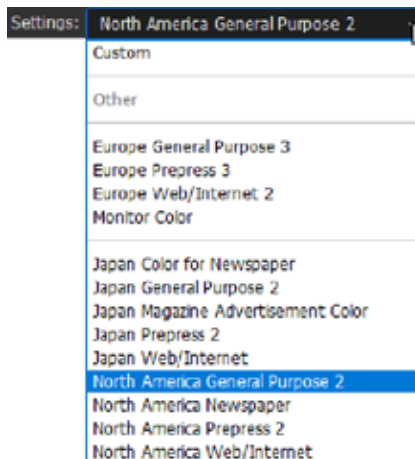 Settings: North America General Purpose 2
Custom
Other
Europe General Purpose 3
Europe Prepress 3
Europe Web/Internet 2
Monitor Color
Japan Color for Newspaper
Japan General Purpose 2
Japan Magazine Advertisement Color
Japan Prepress 2
Japan Web/Internet
North America General Purpose 2
North America Newspaper
North America Prepress 2
North America Web/Internet